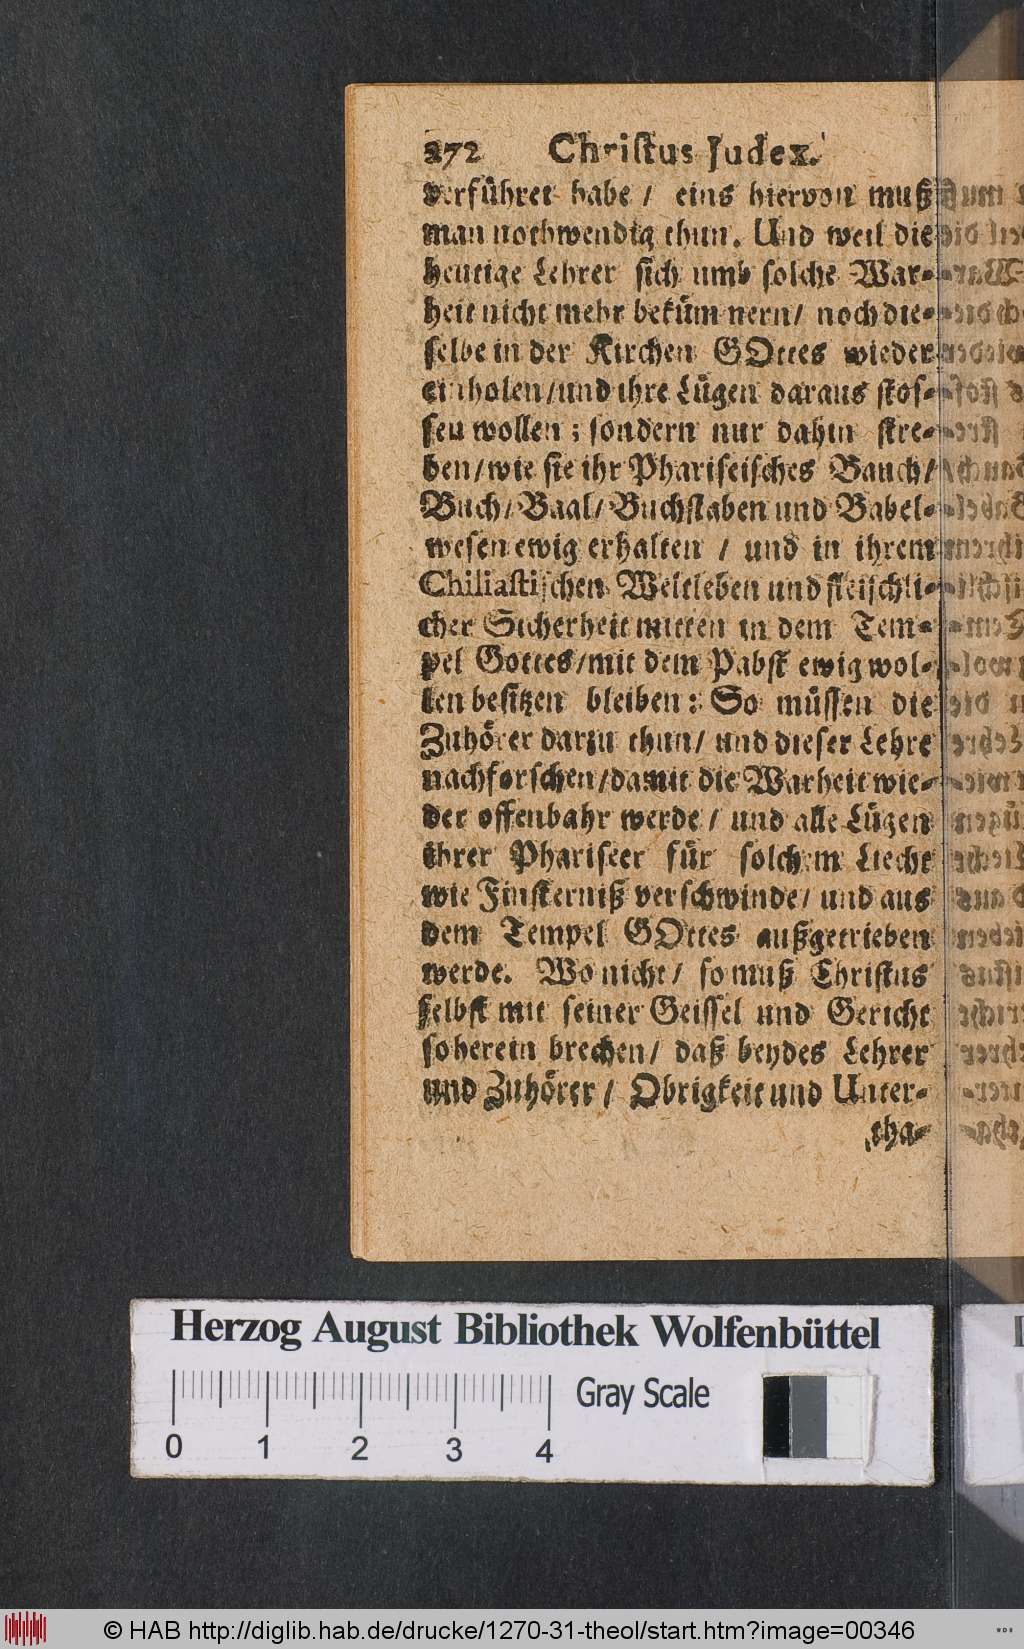 272 Christus Judex.
verführet habe / eins hiervon muß
man nothwendig thun. Und weil die
heutige Lehrer sich umb solche War-
heit nicht mehr bekümmern / noch die-
selbe in der Kirchen GOttes wieder
einholen / und ihre Lügen daraus stos-
sen wollen ; sondern nur dahin stre-
ben / wie sie ihr Phariseisches Bauch /
Buch / Baal / Buchstaben und Babel-
wesen ewig erhalten / und in ihrem
Chiliastischen Weltleben und fleischli-
cher Sicherheit mitten in dem Tem-
pel Gottes / mit dem Pabst ewig wol-
len besitzen bleiben : So müssen die
Zuhörer darzu thun / und dieser Lehre
nachforschen / damit die Warheit wie-
der offenbahr werde / und alle Lügen
ihrer Phariseer für solchem Liecht
wie Finsterniß verschwinde / und aus
dem Tempel GOttes außgetrieben
werde. Wo nicht / so muß Christus
selbst mit seiner Geissel und Gericht
so herein brechen / daß beydes Lehrer
und Zuhörer / Obrigkeit und Unter-
tha-
Herzog August Bibliothek Wolfenbüttel
Gray Scale
0 1 2 3 4
© HAB http://diglib.hab.de/drucke/1270-31-theol/start.htm?image=00346